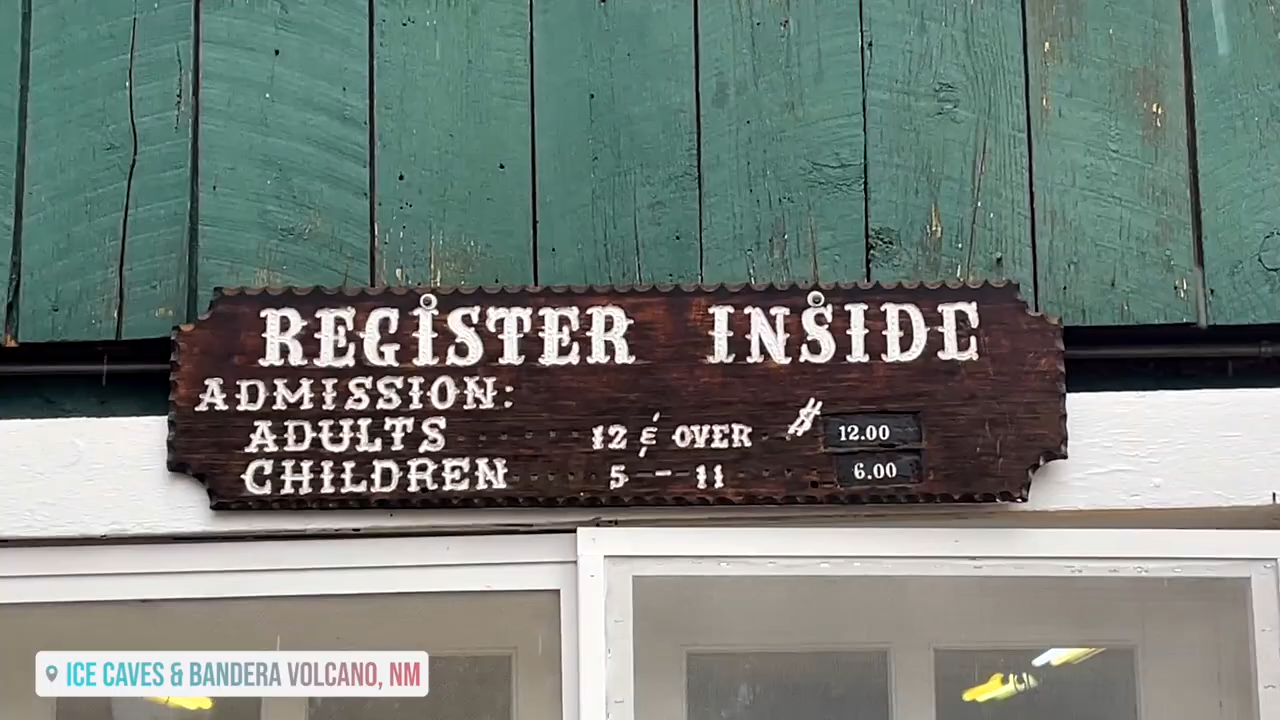 REGISTER INSIDE
ADMISSION:
ADULTS 12 & OVER $ 12.00
CHILDREN 5 - 11 6.00
ICE CAVES & BANDERA VOLCANO, NM